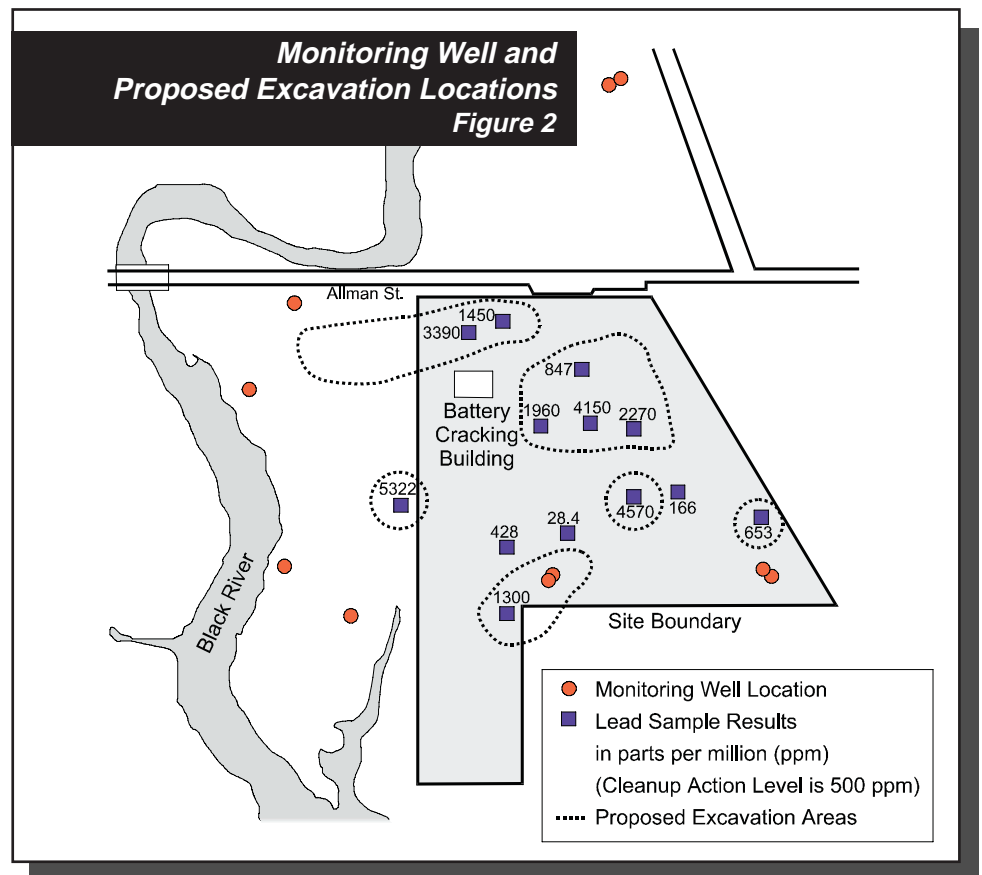 Monitoring Well and
Proposed Excavation Locations
Figure 2
Allman St.
1450
3390
847
1960
4150
2270
Battery
Cracking
Building
5322
4570
166
653
428
28.4
1300
Black River
Site Boundary
Monitoring Well Location
Lead Sample Results
in parts per million (ppm)
(Cleanup Action Level is 500 ppm)
Proposed Excavation Areas